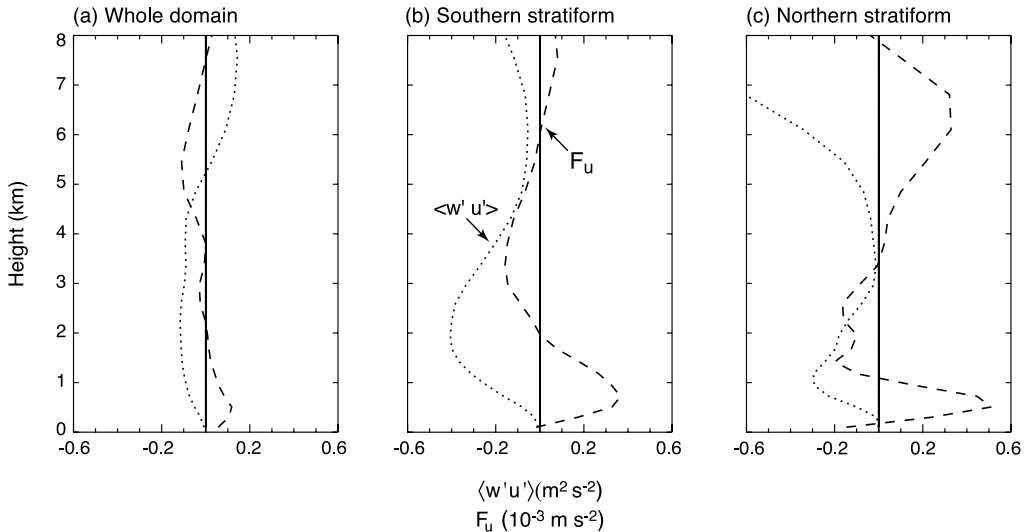 (a) Whole domain
(b) Southern stratiform
(c) Northern stratiform
Height (km)
8
7
6
5
4
3
2
1
0
-0.6
-0.2
0.2
0.6
<w' u'>
F_u
-0.6
-0.2
0.2
0.6
-0.6
-0.2
0.2
0.6
⟨w'u'⟩(m² s⁻²)
F_u (10⁻³ m s⁻²)